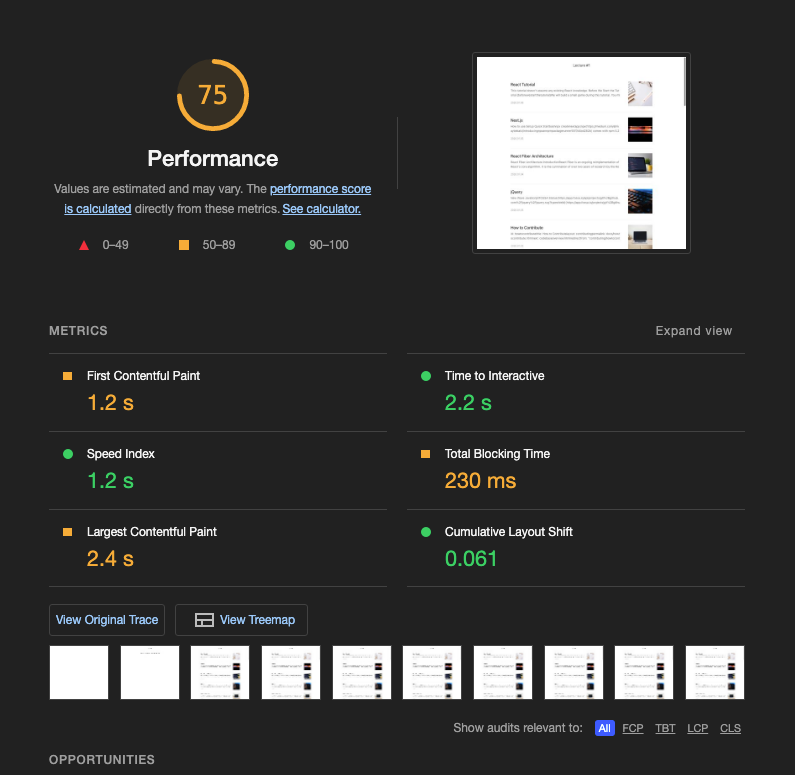 75
Performance
Values are estimated and may vary. The performance score
is calculated directly from these metrics. See calculator.
0–49
50–89
90–100
React Tutorial
Next.js
React Fiber Architecture
jQuery
How to Contribute
METRICS
Expand view
First Contentful Paint
1.2 s
Time to Interactive
2.2 s
Speed Index
1.2 s
Total Blocking Time
230 ms
Largest Contentful Paint
2.4 s
Cumulative Layout Shift
0.061
View Original Trace
View Treemap
Show audits relevant to: All FCP TBT LCP CLS
OPPORTUNITIES